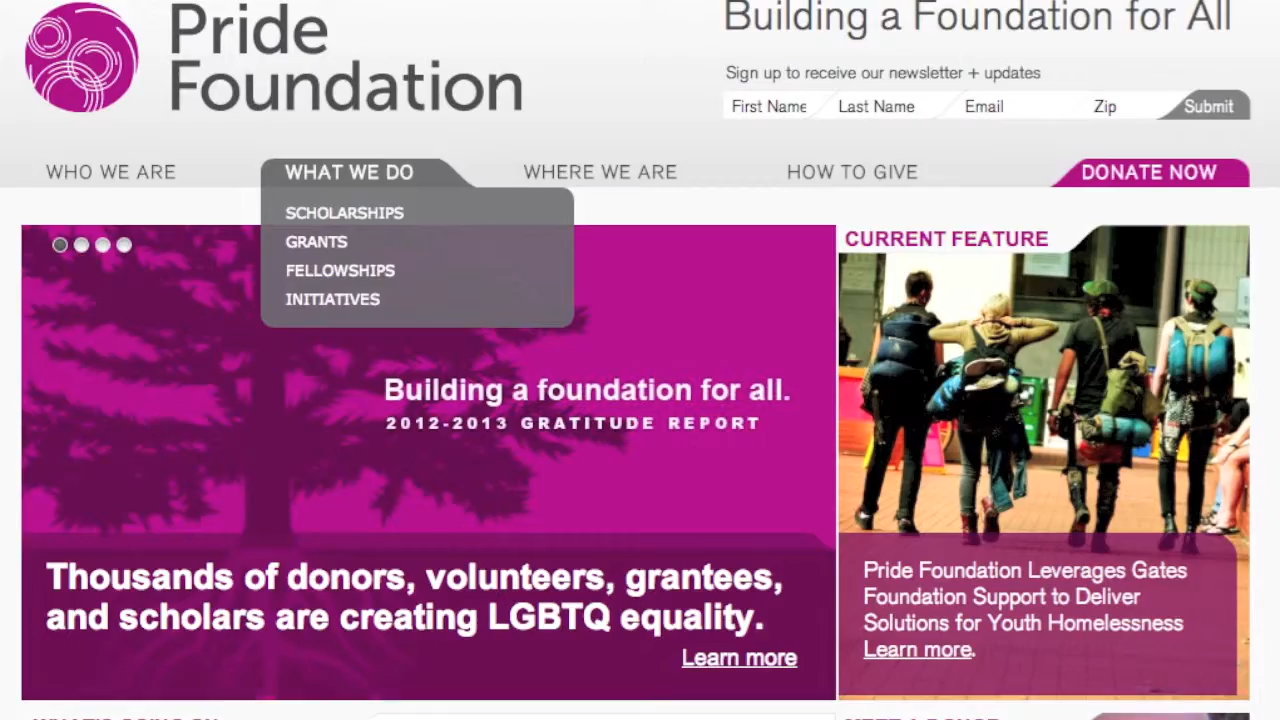 Pride
Foundation
Building a Foundation for All
Sign up to receive our newsletter + updates
First Name
Last Name
Email
Zip
Submit
WHO WE ARE
WHAT WE DO
WHERE WE ARE
HOW TO GIVE
DONATE NOW
SCHOLARSHIPS
GRANTS
FELLOWSHIPS
INITIATIVES
Building a foundation for all.
2012-2013 GRATITUDE REPORT
Thousands of donors, volunteers, grantees,
and scholars are creating LGBTQ equality.
Learn more
CURRENT FEATURE
Pride Foundation Leverages Gates
Foundation Support to Deliver
Solutions for Youth Homelessness
Learn more.